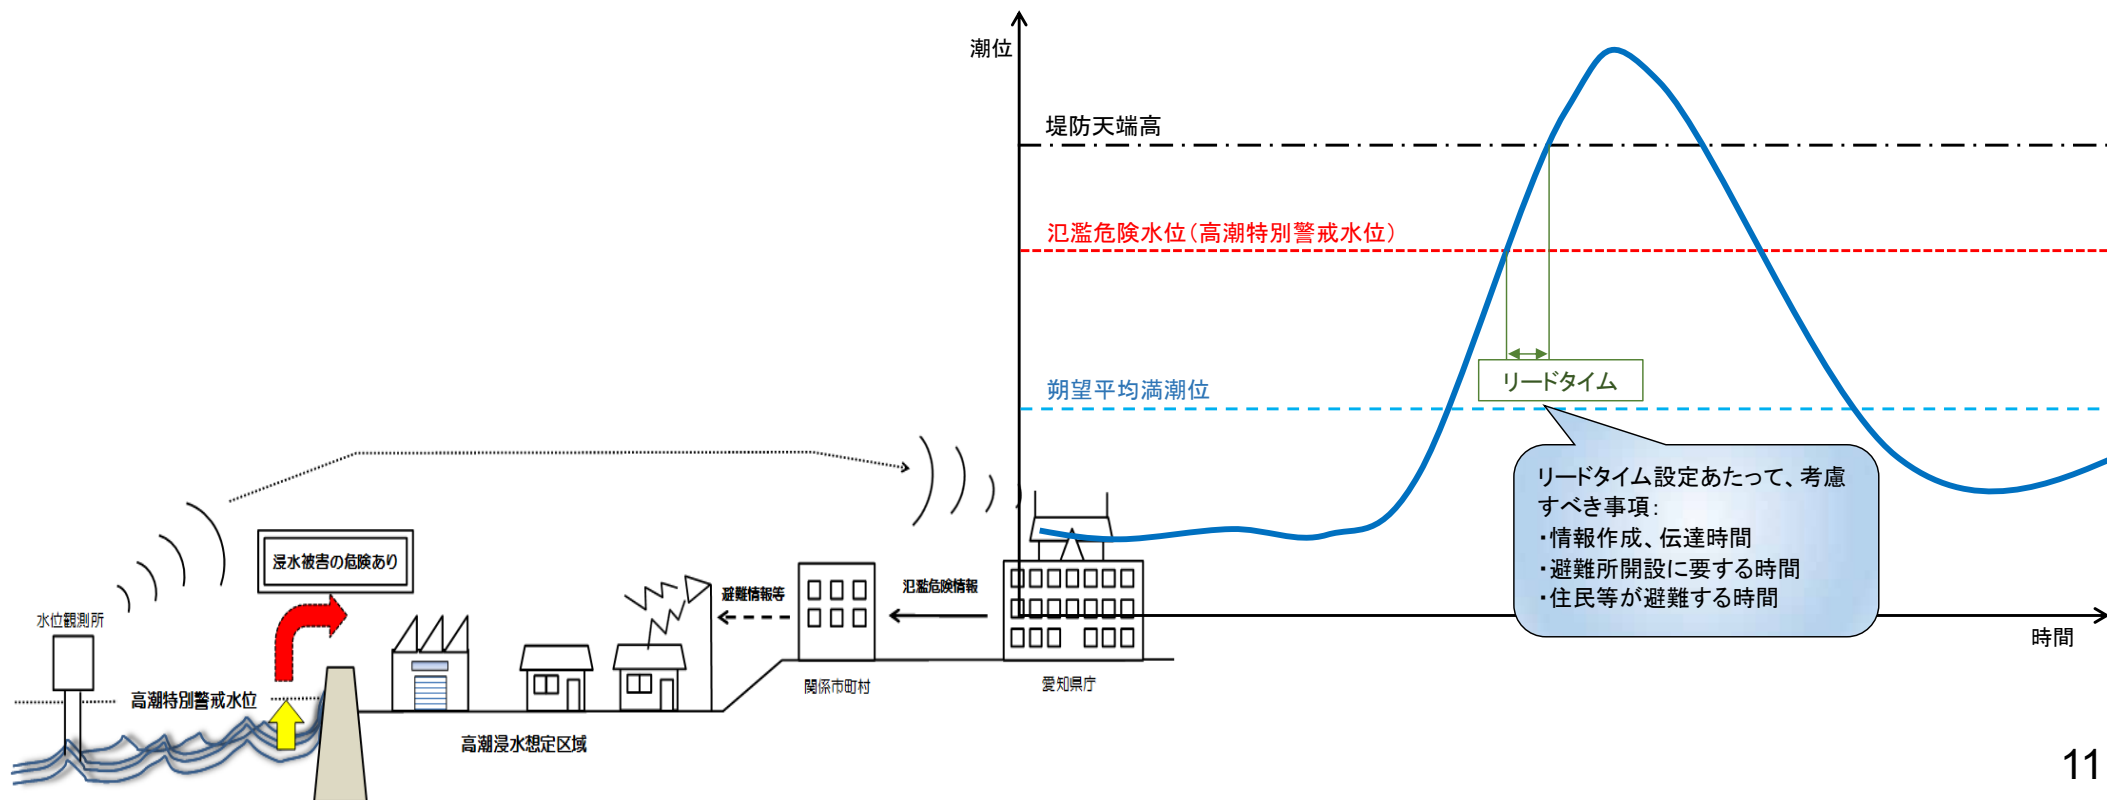 潮位
堤防天端高
氾濫危険水位(高潮特別警戒水位)
リードタイム
朔望平均満潮位
リードタイム設定あたって、考慮
すべき事項:
・情報作成、伝達時間
・避難所開設に要する時間
・住民等が避難する時間
時間
浸水被害の危険あり
水位観測所
避難情報等
氾濫危険情報
高潮特別警戒水位
関係市町村
愛知県庁
高潮浸水想定区域
11